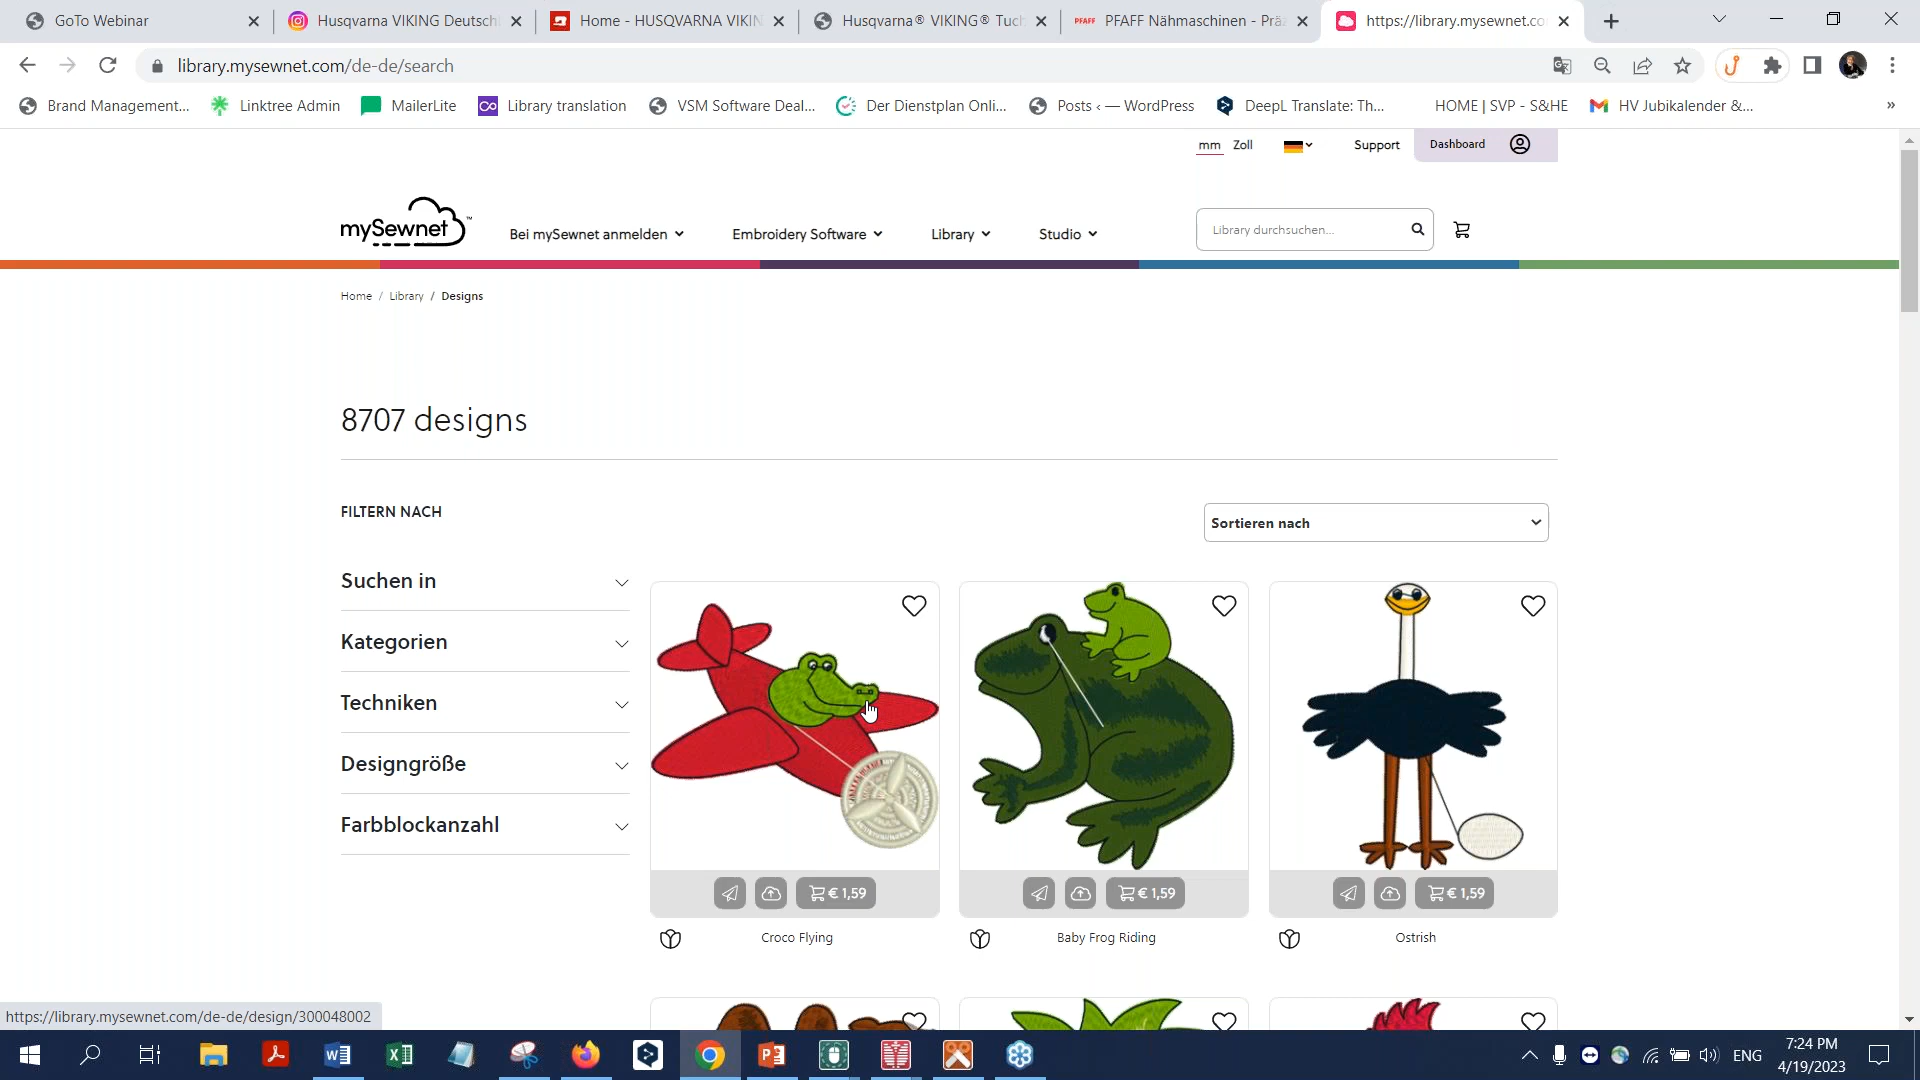 GoTo Webinar
Husqvarna VIKING Deutsch
Home - HUSQVARNA VIKIN
Husqvarna® VIKING® Tuch
PFAFF PFAFF Nähmaschinen - Präz
https://library.mysewnet.co
library.mysewnet.com/de-de/search
Brand Management...
Linktree Admin
MailerLite
Library translation
VSM Software Deal...
Der Dienstplan Onli...
Posts ‹ — WordPress
DeepL Translate: Th...
HOME | SVP - S&HE
HV Jubikalender &...
»
mm Zoll Support Dashboard
mySewnet™
Bei mySewnet anmelden
Embroidery Software
Library
Studio
Library durchsuchen...
Home / Library / Designs
8707 designs
FILTERN NACH
Sortieren nach
Suchen in
Kategorien
Techniken
Designgröße
Farbblockanzahl
€ 1,59
€ 1,59
€ 1,59
Croco Flying
Baby Frog Riding
Ostrish
https://library.mysewnet.com/de-de/design/300048002
ENG
7:24 PM
4/19/2023